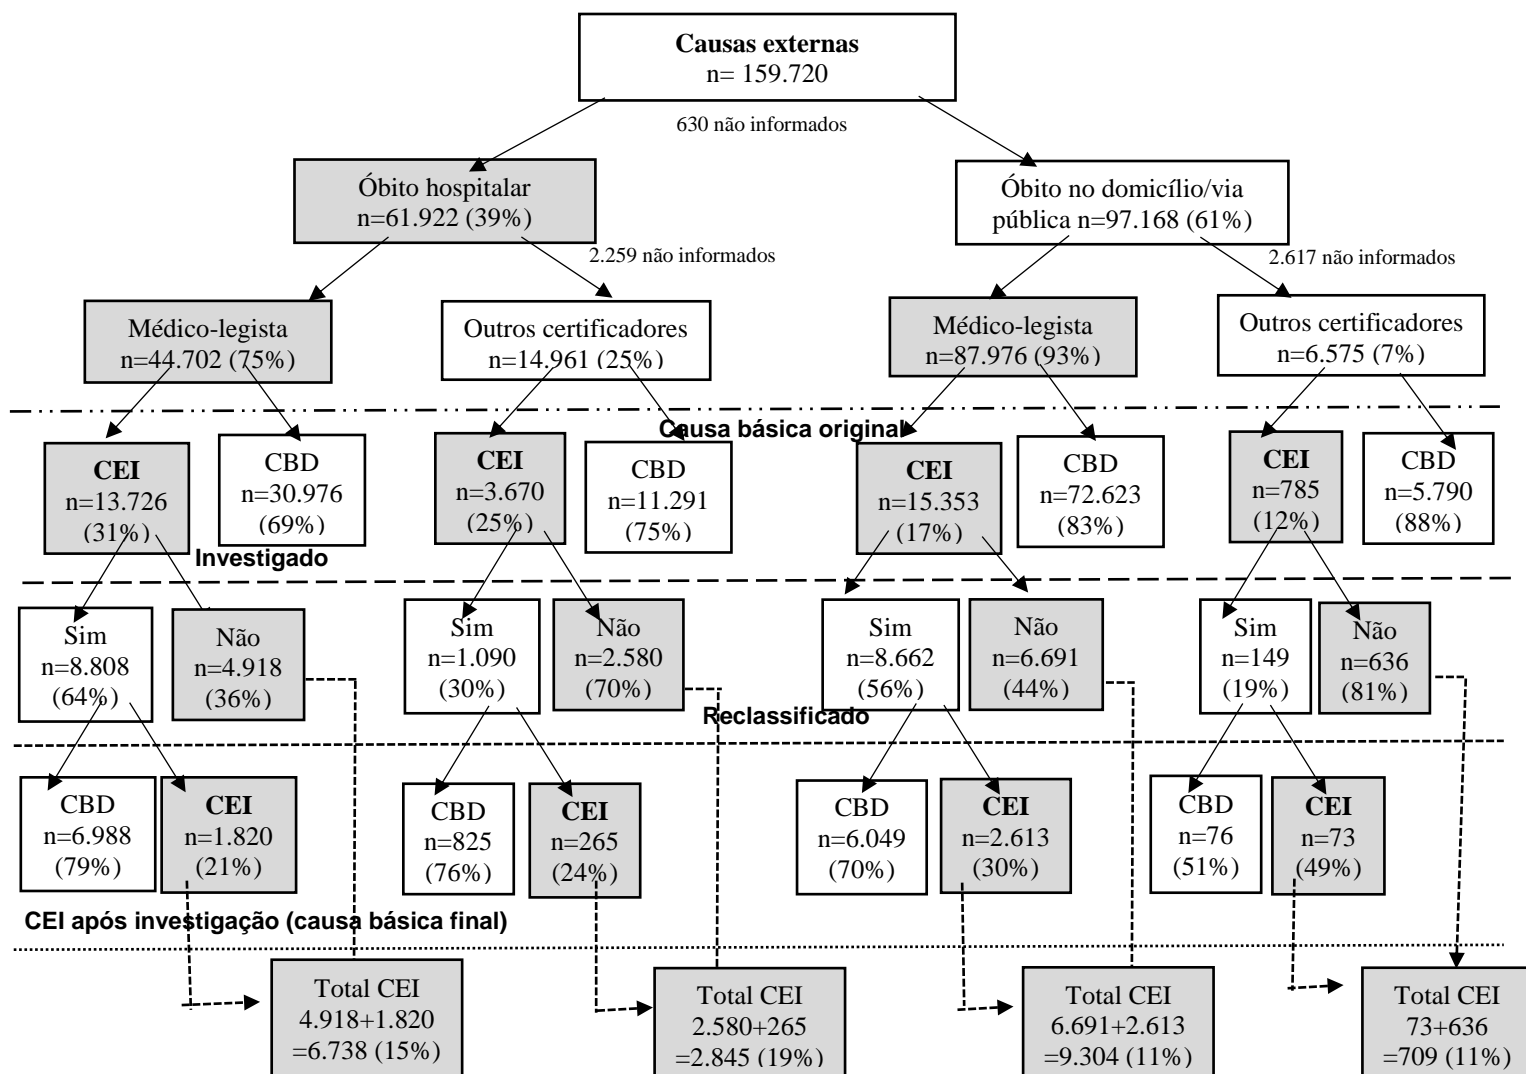 Causas externas
n= 159.720
630 não informados
Óbito hospitalar
n=61.922 (39%)
Óbito no domicílio/via
pública n=97.168 (61%)
2.259 não informados
2.617 não informados
Médico-legista
n=44.702 (75%)
Outros certificadores
n=14.961 (25%)
Médico-legista
n=87.976 (93%)
Outros certificadores
n=6.575 (7%)
Causa básica original
CEI
n=13.726
(31%)
CBD
n=30.976
(69%)
CEI
n=3.670
(25%)
CBD
n=11.291
(75%)
CEI
n=15.353
(17%)
CBD
n=72.623
(83%)
CEI
n=785
(12%)
CBD
n=5.790
(88%)
Investigado
Sim
n=8.808
(64%)
Não
n=4.918
(36%)
Sim
n=1.090
(30%)
Não
n=2.580
(70%)
Sim
n=8.662
(56%)
Não
n=6.691
(44%)
Sim
n=149
(19%)
Não
n=636
(81%)
Reclassificado
CBD
n=6.988
(79%)
CEI
n=1.820
(21%)
CBD
n=825
(76%)
CEI
n=265
(24%)
CBD
n=6.049
(70%)
CEI
n=2.613
(30%)
CBD
n=76
(51%)
CEI
n=73
(49%)
CEI após investigação (causa básica final)
Total CEI
4.918+1.820
=6.738 (15%)
Total CEI
2.580+265
=2.845 (19%)
Total CEI
6.691+2.613
=9.304 (11%)
Total CEI
73+636
=709 (11%)